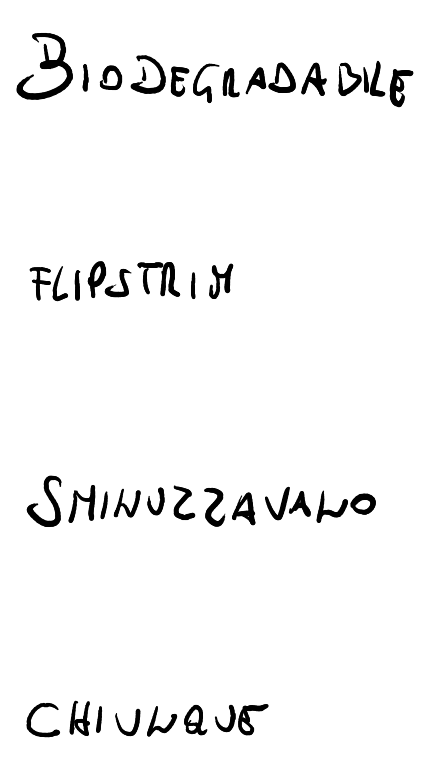 BIODEGRADABILE
FLIPSTRIM
SMINUZZAVANO
CHIUNQUE